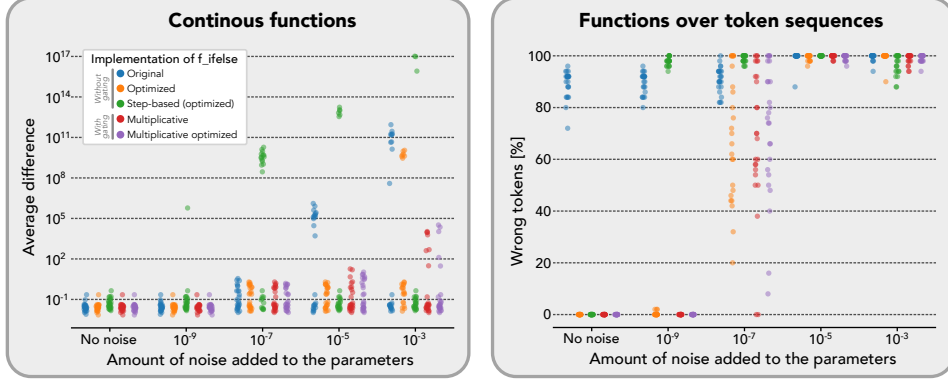 Continous functions
Average difference
10^17
10^14
10^11
10^8
10^5
10^2
10^-1
Implementation of f_ifelse
Without gating
Original
Optimized
Step-based (optimized)
With gating
Multiplicative
Multiplicative optimized
No noise
10^-9
10^-7
10^-5
10^-3
Amount of noise added to the parameters
Functions over token sequences
Wrong tokens [%]
100
80
60
40
20
0
No noise
10^-9
10^-7
10^-5
10^-3
Amount of noise added to the parameters